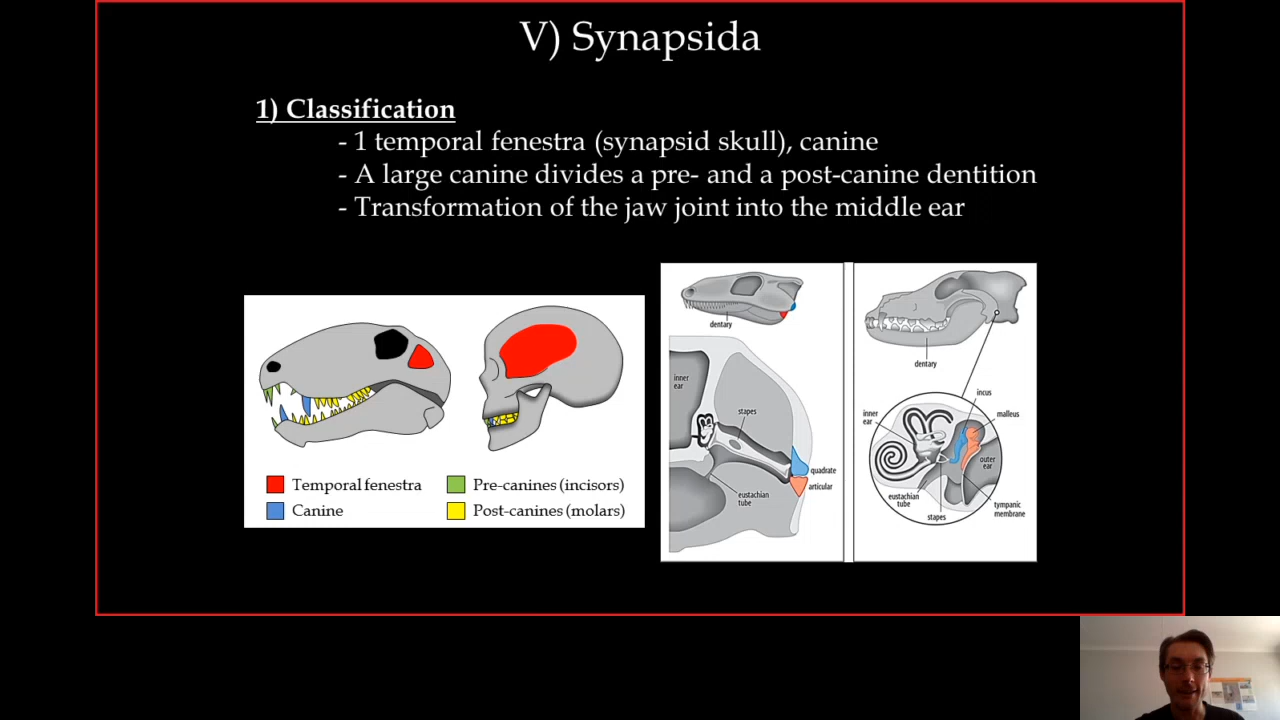 V) Synapsida
1) Classification
- 1 temporal fenestra (synapsid skull), canine
- A large canine divides a pre- and a post-canine dentition
- Transformation of the jaw joint into the middle ear
Temporal fenestra
Pre-canines (incisors)
Canine
Post-canines (molars)
dentary
inner
ear
stapes
quadrate
articular
eustachian
tube
dentary
incus
malleus
inner
ear
outer
ear
eustachian
tube
stapes
tympanic
membrane